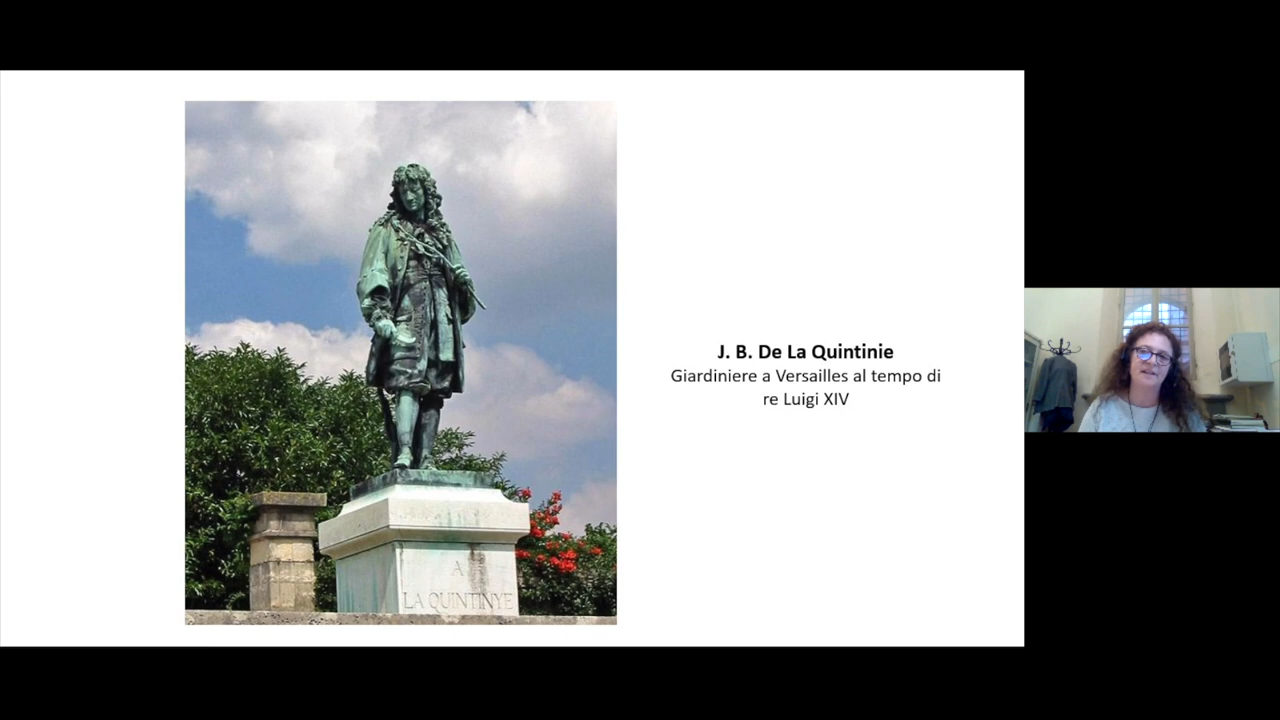 J. B. De La Quintinie
Giardiniere a Versailles al tempo di
re Luigi XIV
A
LA QUINTINYE